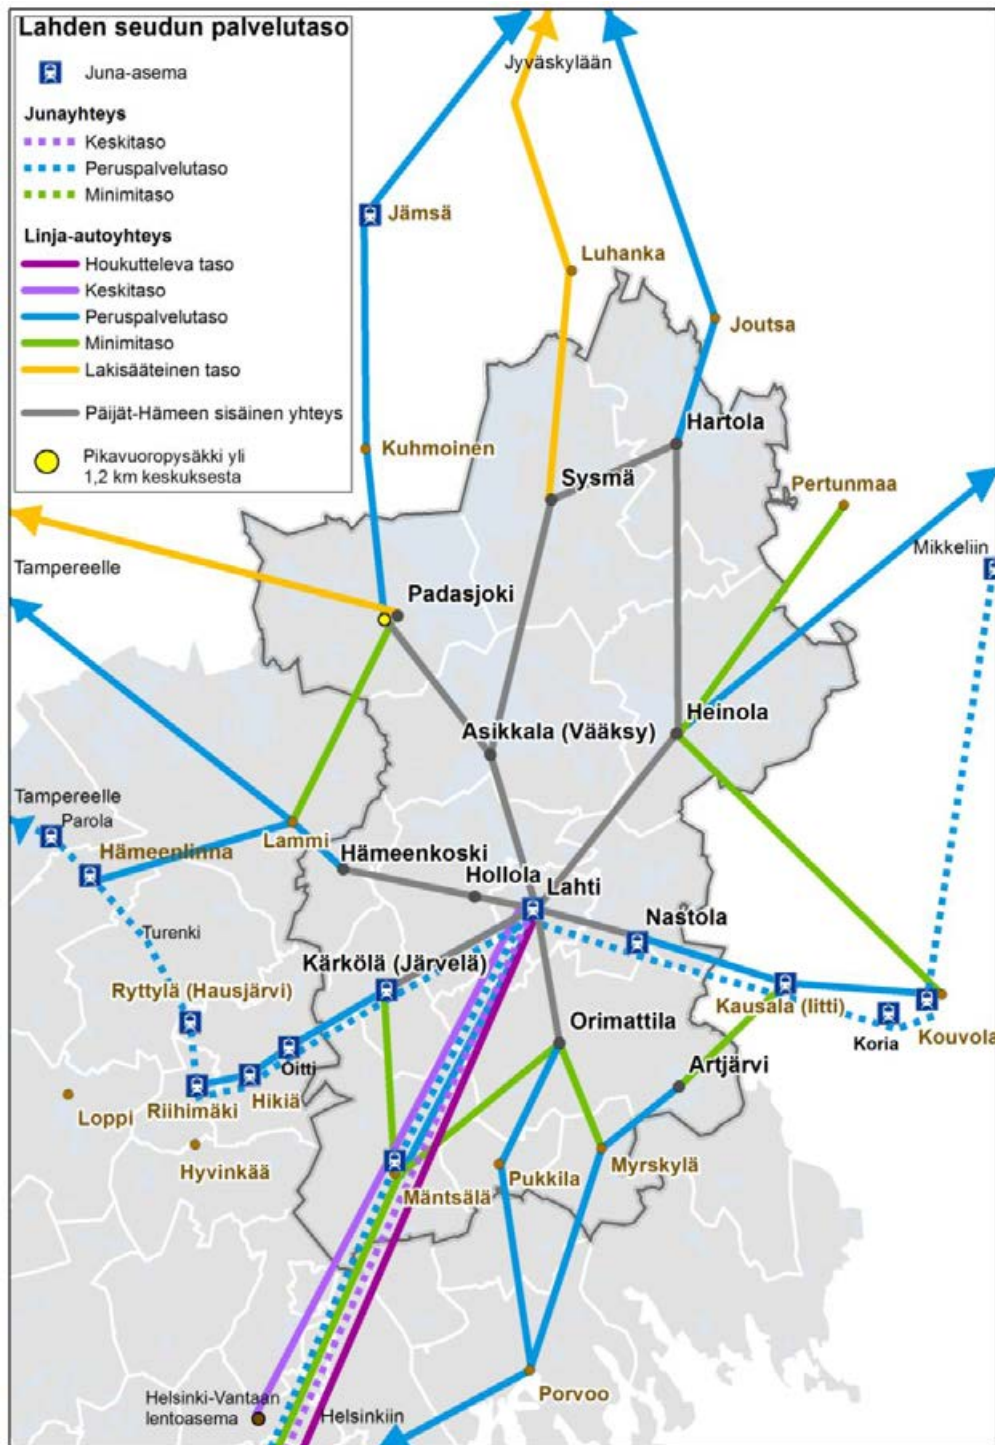 Lahden seudun palvelutaso
Juna-asema
Junayhteys
Keskitaso
Peruspalvelutaso
Minimitaso
Linja-autoyhteys
Houkutteleva taso
Keskitaso
Peruspalvelutaso
Minimitaso
Lakisääteinen taso
Päijät-Hämeen sisäinen yhteys
Pikavuoropysäkki yli
1,2 km keskuksesta
Jyväskylään
Jämsä
Luhanka
Joutsa
Hartola
Kuhmoinen
Sysmä
Pertunmaa
Mikkeliin
Tampereelle
Padasjoki
Heinola
Asikkala (Vääksy)
Tampereelle
Parola
Lammi
Hämeenlinna
Hämeenkoski
Hollola
Lahti
Nastola
Turenki
Kärkölä (Järvelä)
Ryttylä (Hausjärvi)
Kausala (Iitti)
Koria
Kouvola
Orimattila
Oitti
Artjärvi
Hikiä
Riihimäki
Loppi
Hyvinkää
Mäntsälä
Pukkila
Myrskylä
Porvoo
Helsinki-Vantaan
lentoasema
Helsinkiin